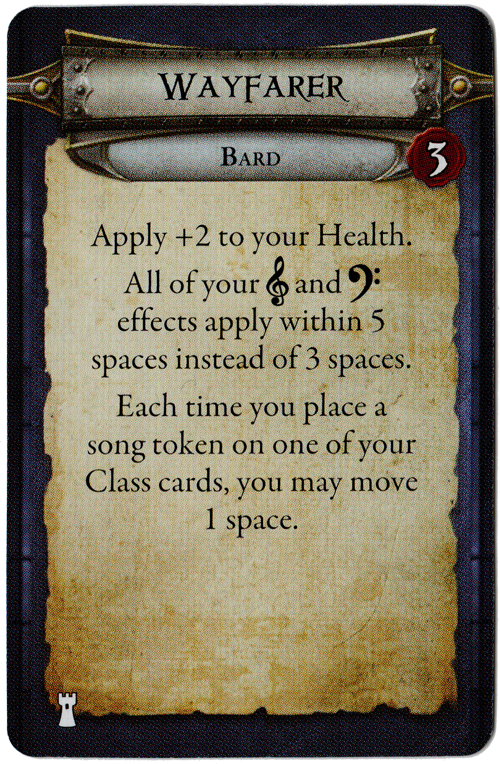 WAYFARER
BARD
3
Apply +2 to your Health.
All of your 𝄞 and 𝄢
effects apply within 5
spaces instead of 3 spaces.
Each time you place a
song token on one of your
Class cards, you may move
1 space.